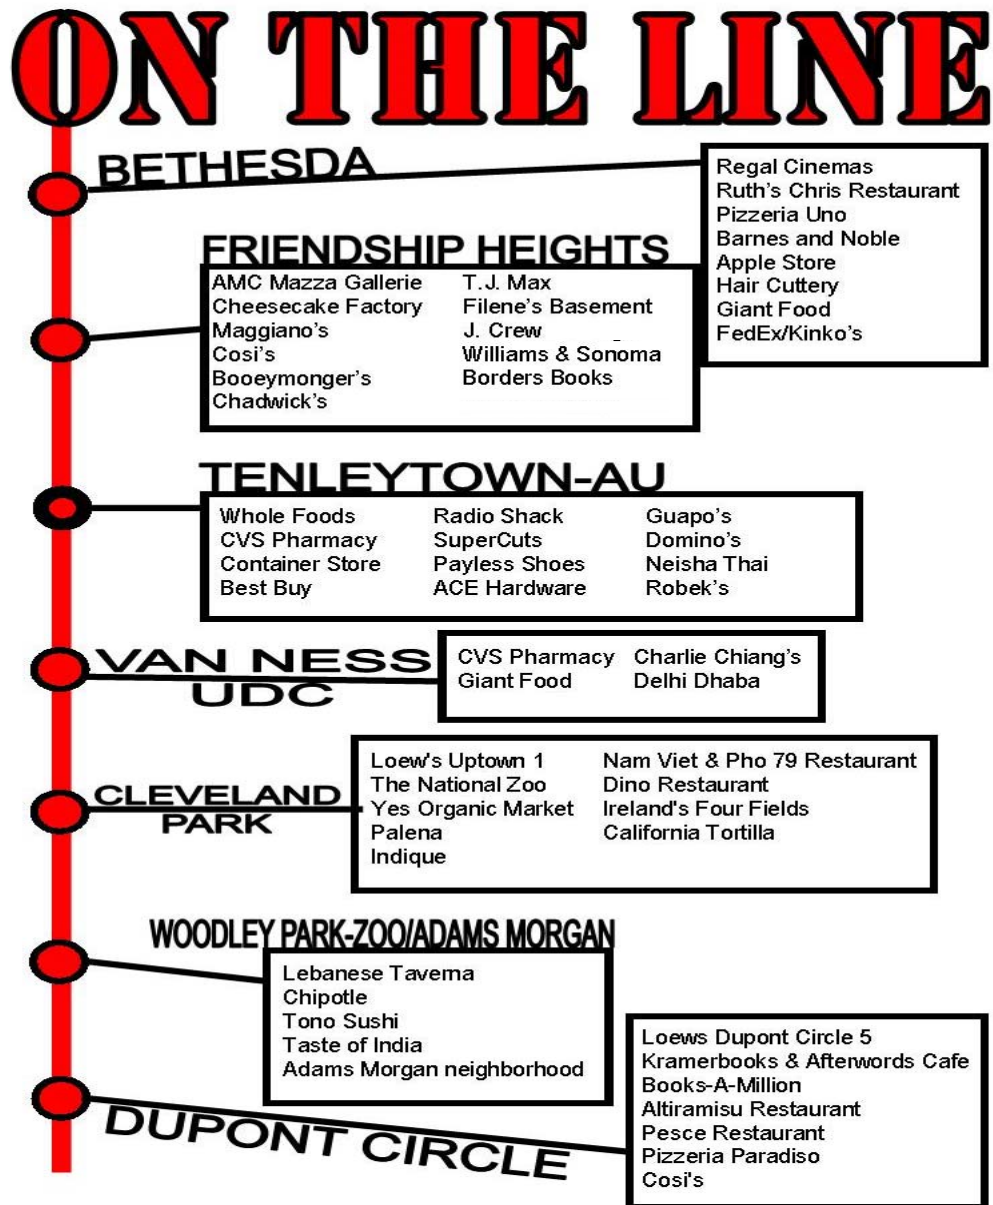 ON THE LINE
BETHESDA
Regal Cinemas
Ruth's Chris Restaurant
Pizzeria Uno
Barnes and Noble
Apple Store
Hair Cuttery
Giant Food
FedEx/Kinko's
FRIENDSHIP HEIGHTS
AMC Mazza Gallerie
Cheesecake Factory
Maggiano's
Cosi's
Booeymonger's
Chadwick's
T.J. Max
Filene's Basement
J. Crew
Williams & Sonoma
Borders Books
TENLEYTOWN-AU
Whole Foods
CVS Pharmacy
Container Store
Best Buy
Radio Shack
SuperCuts
Payless Shoes
ACE Hardware
Guapo's
Domino's
Neisha Thai
Robek's
VAN NESS
UDC
CVS Pharmacy
Giant Food
Charlie Chiang's
Delhi Dhaba
CLEVELAND
PARK
Loew's Uptown 1
The National Zoo
Yes Organic Market
Palena
Indique
Nam Viet & Pho 79 Restaurant
Dino Restaurant
Ireland's Four Fields
California Tortilla
WOODLEY PARK-ZOO/ADAMS MORGAN
Lebanese Taverna
Chipotle
Tono Sushi
Taste of India
Adams Morgan neighborhood
DUPONT CIRCLE
Loews Dupont Circle 5
Kramerbooks & Afterwords Cafe
Books-A-Million
Altiramisu Restaurant
Pesce Restaurant
Pizzeria Paradiso
Cosi's